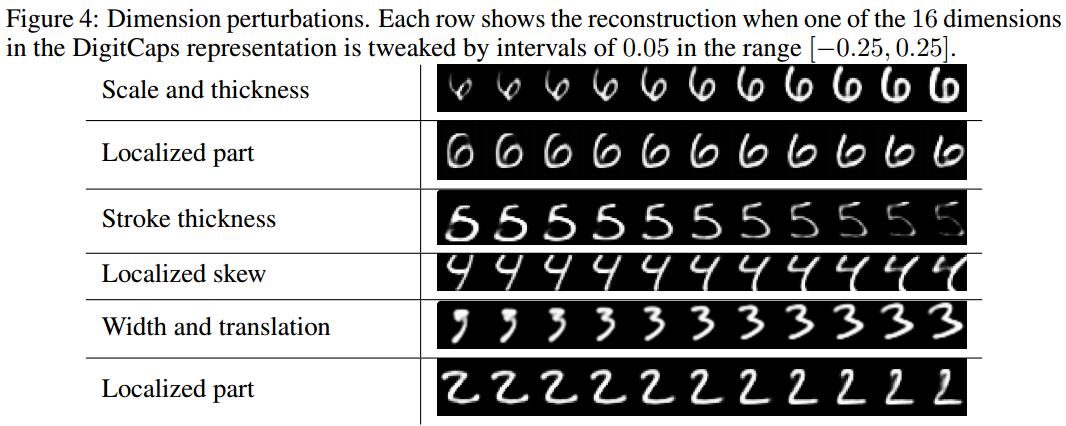 Figure 4: Dimension perturbations. Each row shows the reconstruction when one of the 16 dimensions
in the DigitCaps representation is tweaked by intervals of 0.05 in the range [−0.25, 0.25].
Scale and thickness 6 6 6 6 6 6 6 6 6 6 6
Localized part 6 6 6 6 6 6 6 6 6 6 6
Stroke thickness 5 5 5 5 5 5 5 5 5 5 5
Localized skew 4 4 4 4 4 4 4 4 4 4 4
Width and translation 3 3 3 3 3 3 3 3 3 3 3
Localized part 2 2 2 2 2 2 2 2 2 2 2